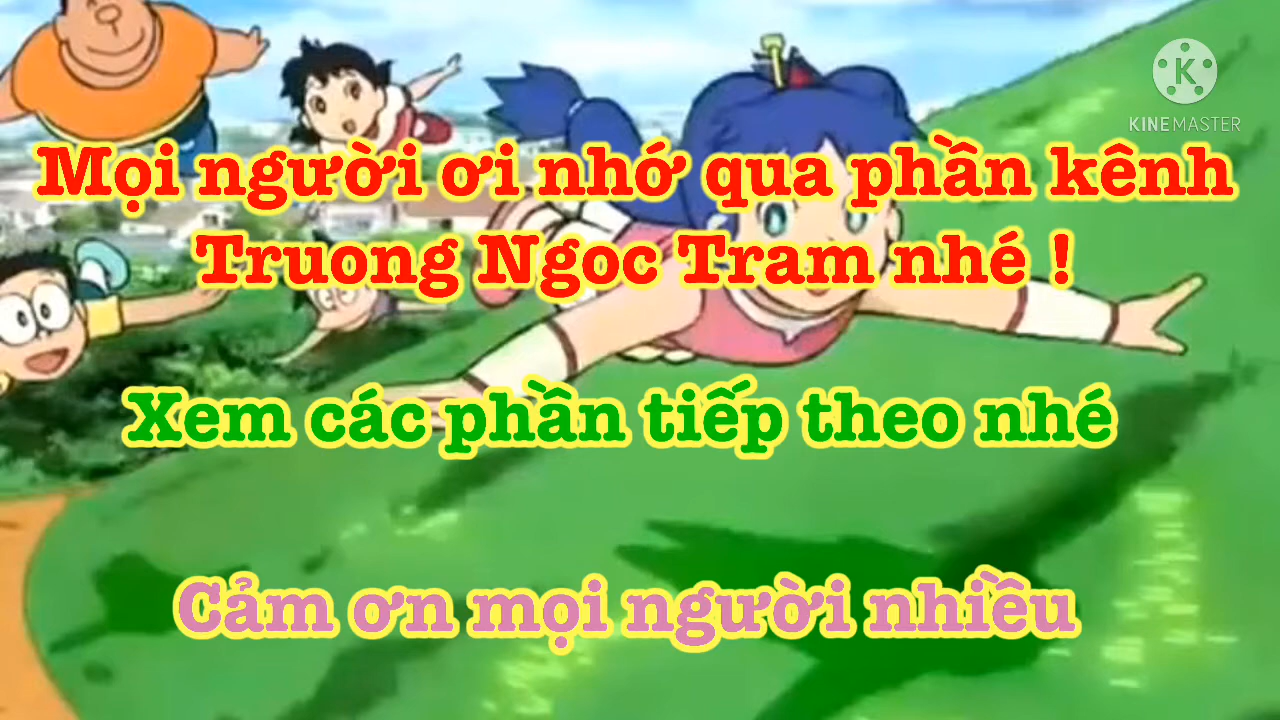 KINEMASTER
Mọi người ơi nhớ qua phần kênh
Truong Ngoc Tram nhé !
Xem các phần tiếp theo nhé
Cảm ơn mọi người nhiều